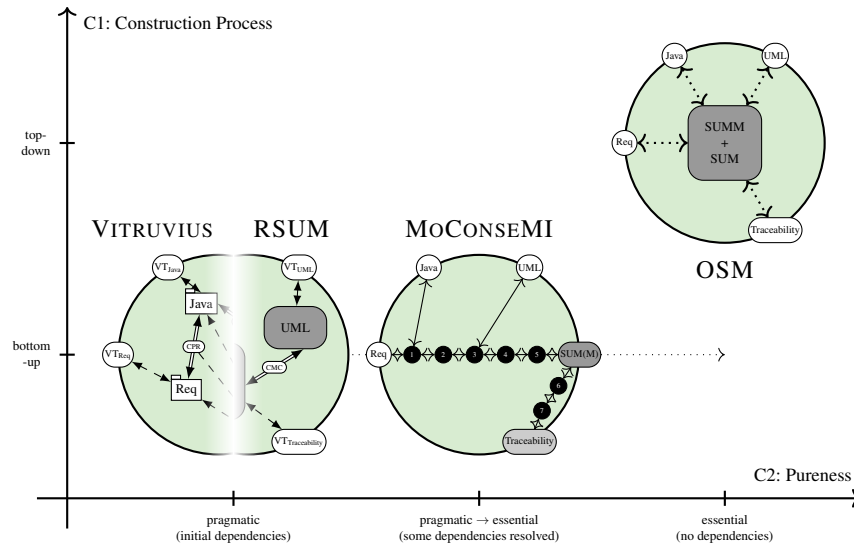 C1: Construction Process
top-
down
bottom
-up
Java
UML
Req
SUMM
+
SUM
Traceability
OSM
VITRUVIUS
RSUM
MOCONSEMI
VTJava
VTUML
Java
UML
CPR
CMC
VTReq
Req
VTTraceability
Java
UML
Req
1
2
3
4
5
SUM(M)
6
7
Traceability
C2: Pureness
pragmatic
(initial dependencies)
pragmatic → essential
(some dependencies resolved)
essential
(no dependencies)